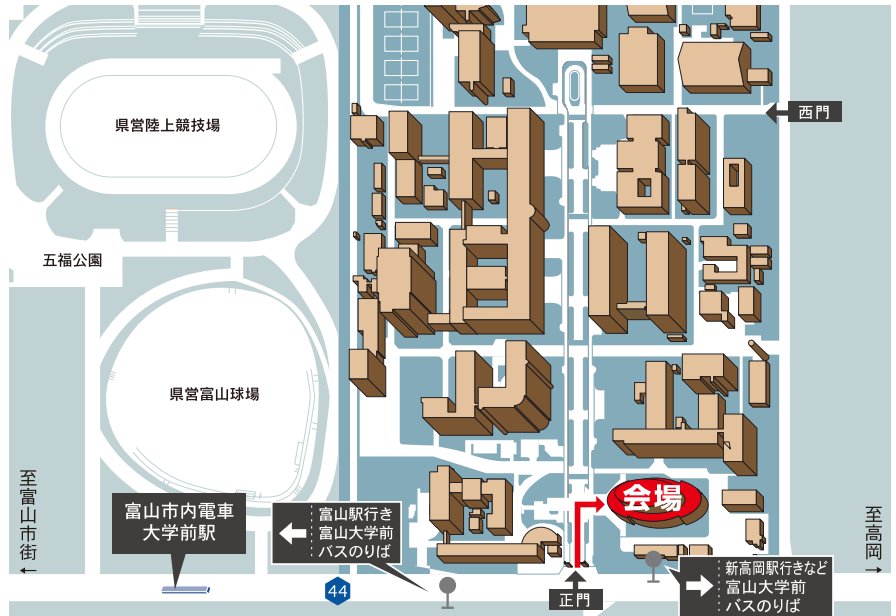 県営陸上競技場
西門
五福公園
県営富山球場
至富山市街
←
富山市内電車
大学前駅
富山駅行き
富山大学前
バスのりば
会場
至高岡
→
新高岡駅行きなど
富山大学前
バスのりば
44
正門